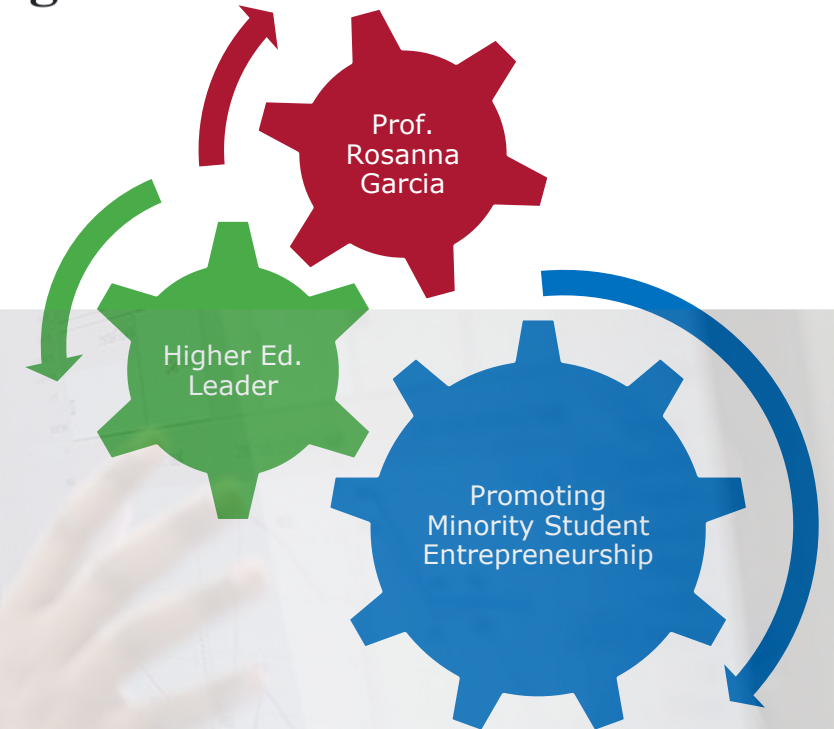 Prof.
Rosanna
Garcia
Higher Ed.
Leader
Promoting
Minority Student
Entrepreneurship